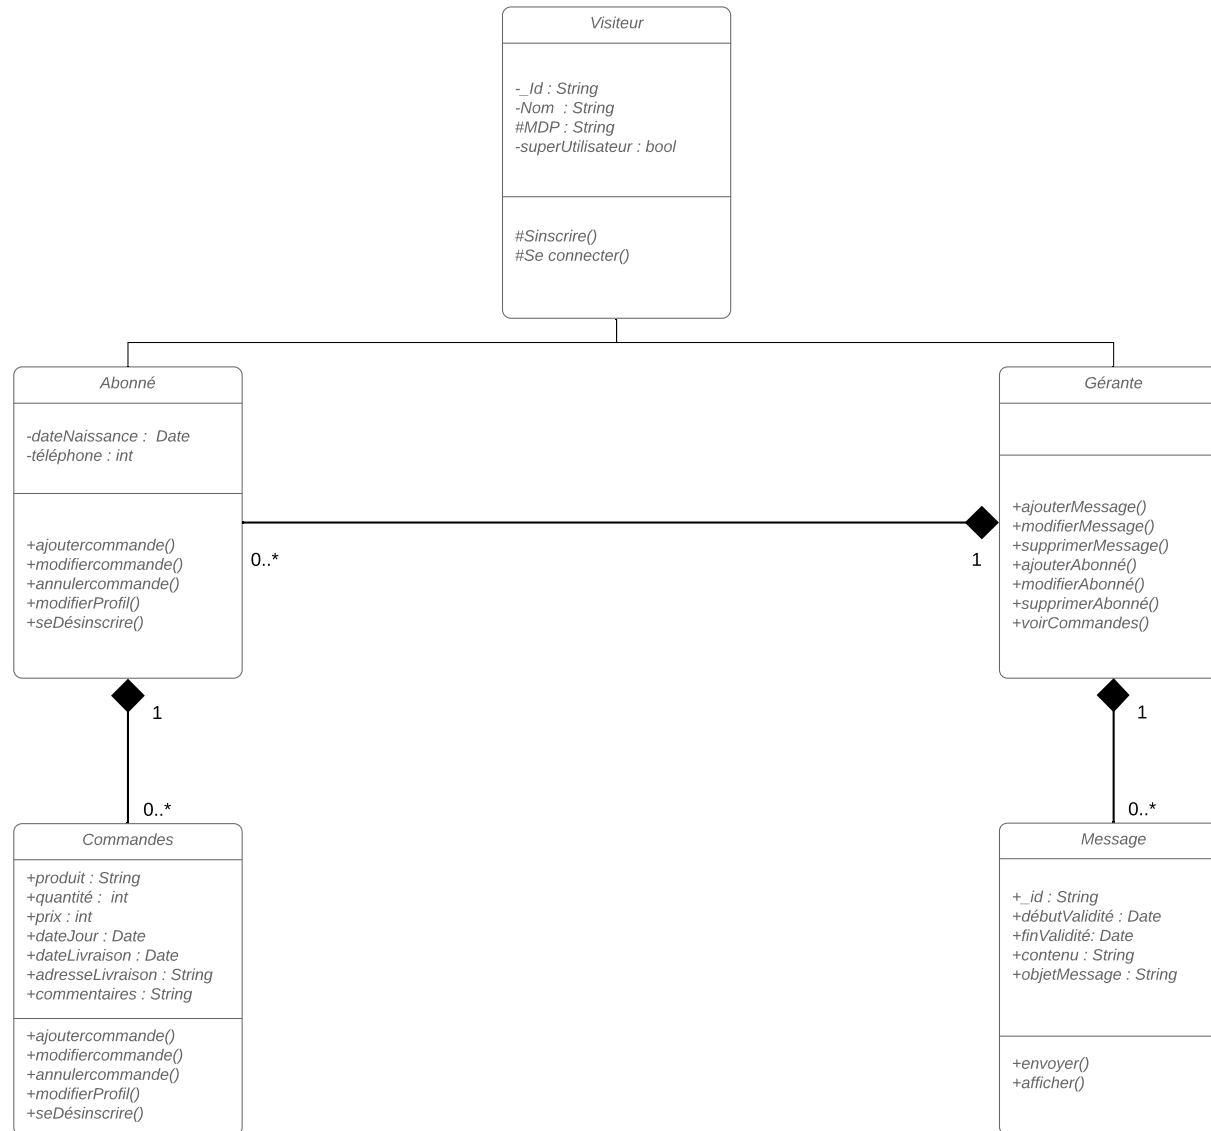 Visiteur
-_Id : String
-Nom  : String
#MDP : String
-superUtilisateur : bool
#Sinscrire()
#Se connecter()
Abonné
-dateNaissance :  Date
-téléphone : int
+ajoutercommande()
+modifiercommande()
+annulercommande()
+modifierProfil()
+seDésinscrire()
Gérante
+ajouterMessage()
+modifierMessage()
+supprimerMessage()
+ajouterAbonné()
+modifierAbonné()
+supprimerAbonné()
+voirCommandes()
0..*
1
1
0..*
1
0..*
Commandes
+produit : String
+quantité :  int
+prix : int
+dateJour : Date
+dateLivraison : Date
+adresseLivraison : String
+commentaires : String
+ajoutercommande()
+modifiercommande()
+annulercommande()
+modifierProfil()
+seDésinscrire()
Message
+_id : String
+débutValidité : Date
+finValidité: Date
+contenu : String
+objetMessage : String
+envoyer()
+afficher()